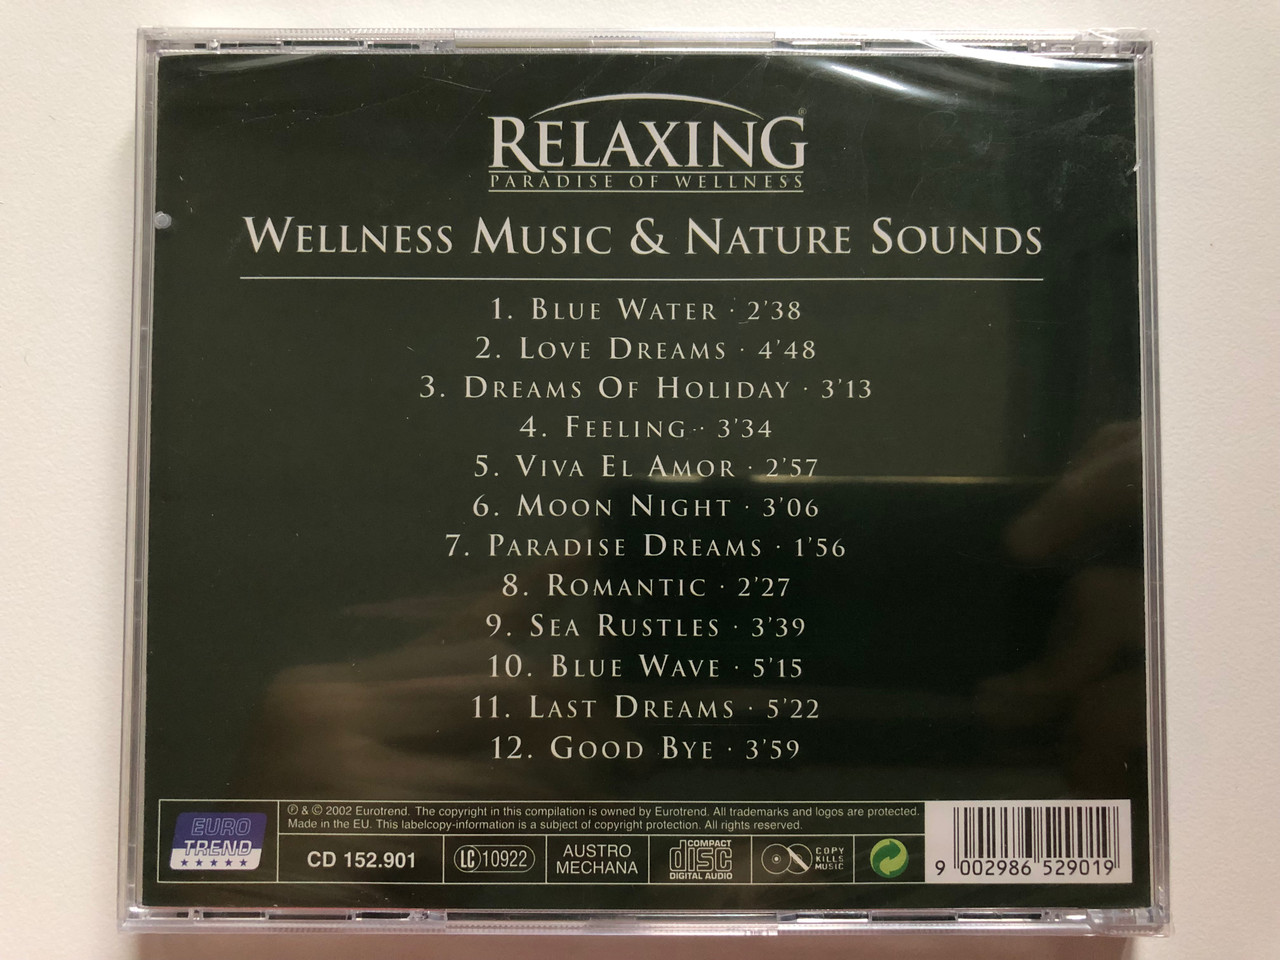 RELAXING®
PARADISE OF WELLNESS
WELLNESS MUSIC & NATURE SOUNDS
1. BLUE WATER · 2'38
2. LOVE DREAMS · 4'48
3. DREAMS OF HOLIDAY · 3'13
4. FEELING · 3'34
5. VIVA EL AMOR · 2'57
6. MOON NIGHT · 3'06
7. PARADISE DREAMS · 1'56
8. ROMANTIC · 2'27
9. SEA RUSTLES · 3'39
10. BLUE WAVE · 5'15
11. LAST DREAMS · 5'22
12. GOOD BYE · 3'59
EURO
TREND
℗ & © 2002 Eurotrend. The copyright in this compilation is owned by Eurotrend. All trademarks and logos are protected.
Made in the EU. This labelcopy-information is a subject of copyright protection. All rights reserved.
CD 152.901
LC 10922
AUSTRO
MECHANA
COMPACT
disc
DIGITAL AUDIO
COPY
KILLS
MUSIC
9 002986 529019